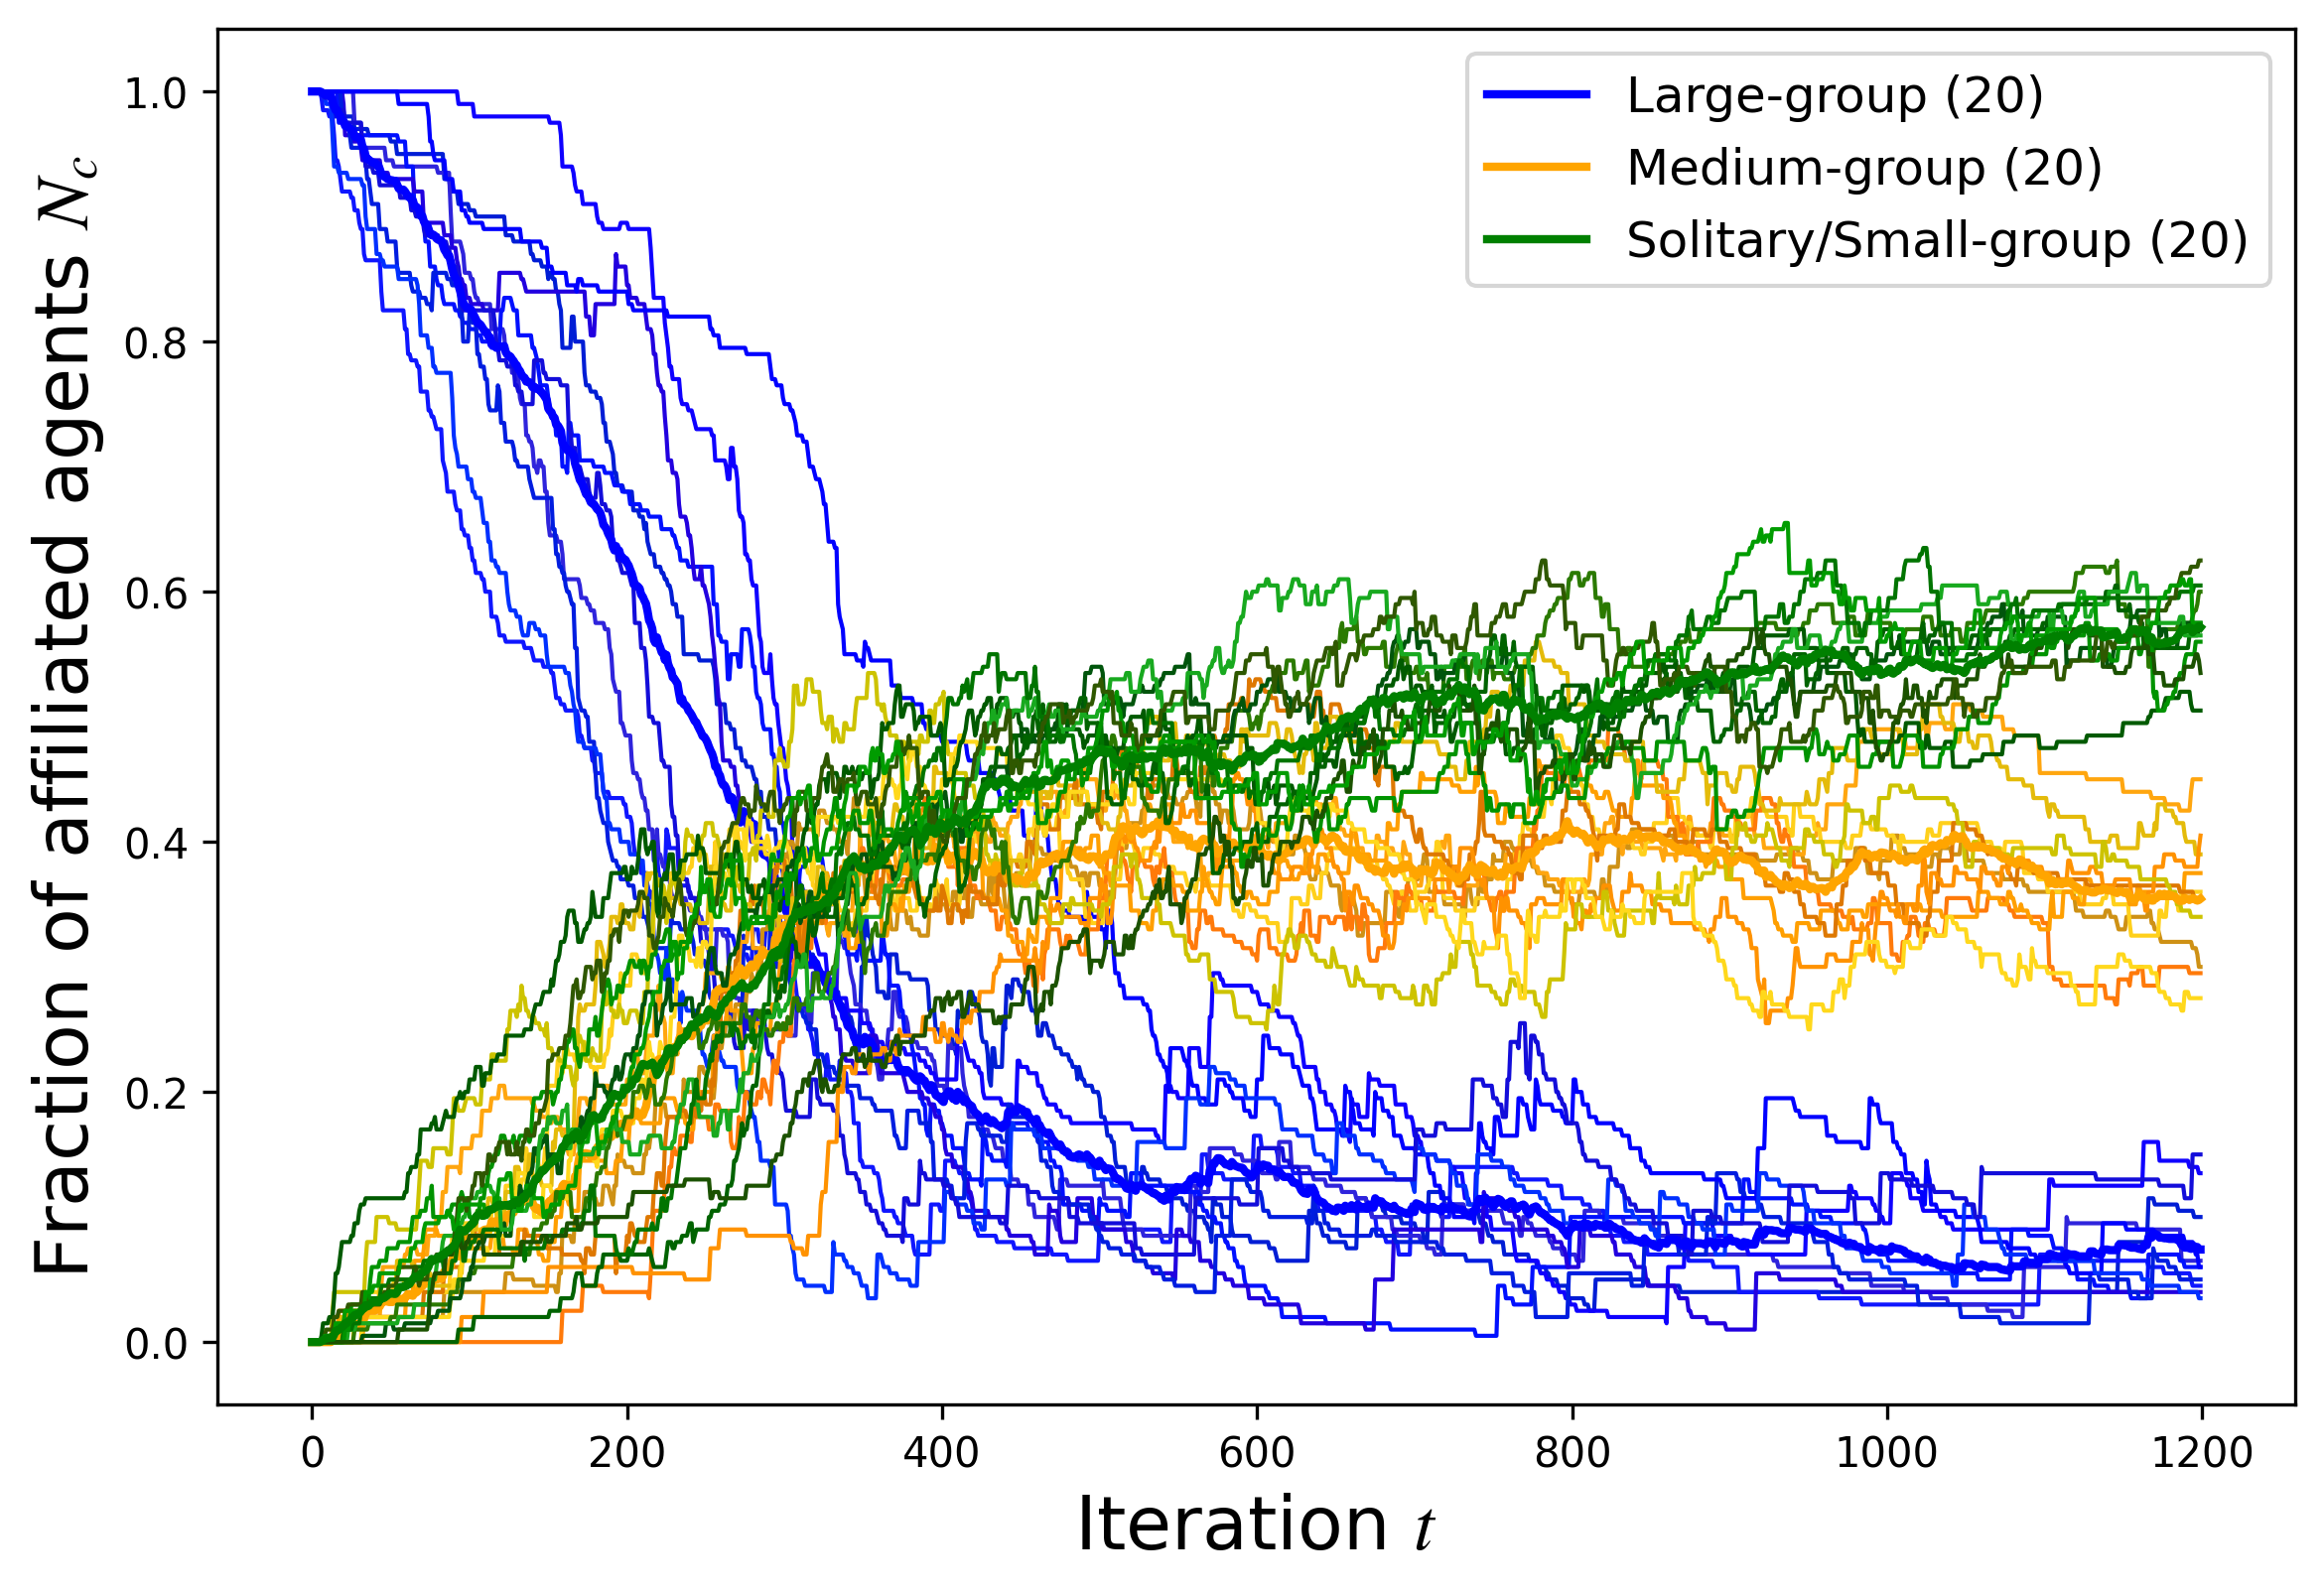 Large-group (20)
Medium-group (20)
Solitary/Small-group (20)
Fraction of affiliated agents N_c
1.0
0.8
0.6
0.4
0.2
0.0
0 200 400 600 800 1000 1200
Iteration t